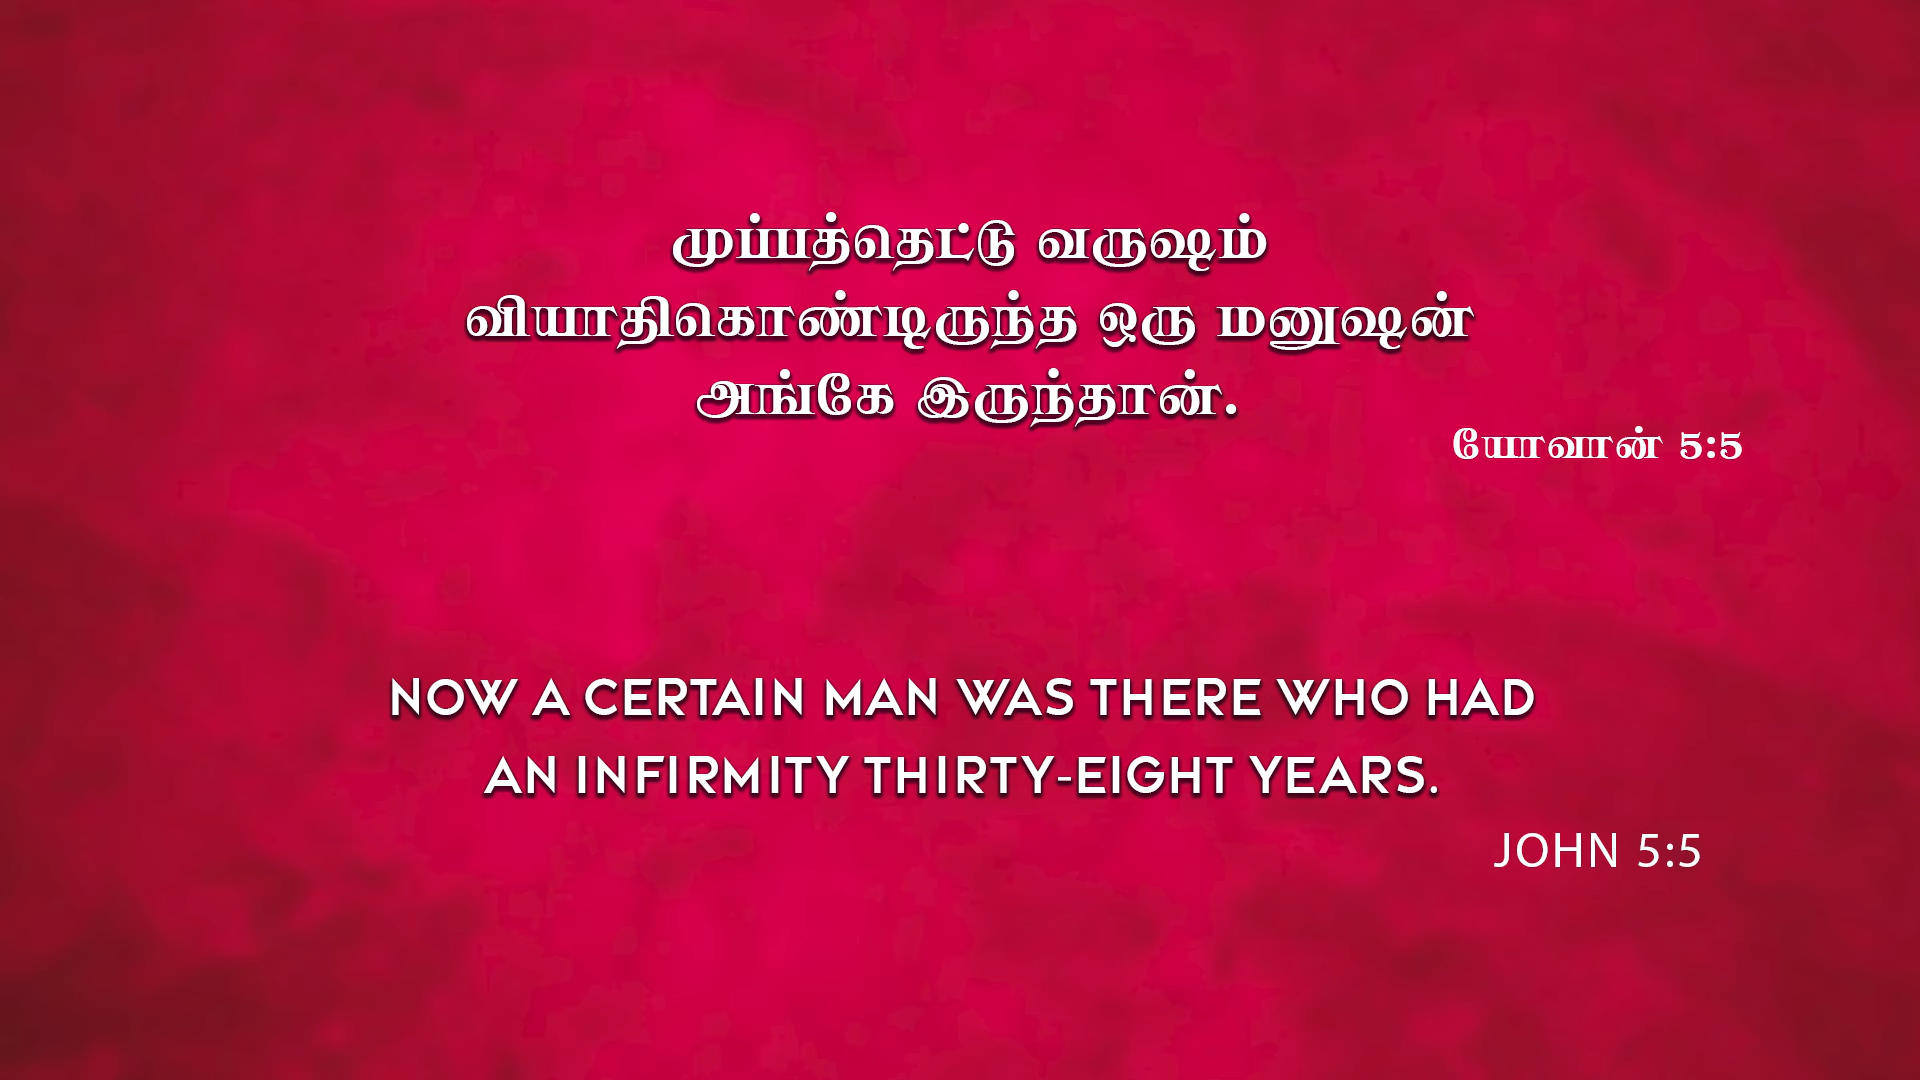 முப்பத்தெட்டு வருஷம்
வியாதிகொண்டிருந்த ஒரு மனுஷன்
அங்கே இருந்தான்.
யோவான் 5:5
NOW A CERTAIN MAN WAS THERE WHO HAD
AN INFIRMITY THIRTY-EIGHT YEARS.
JOHN 5:5